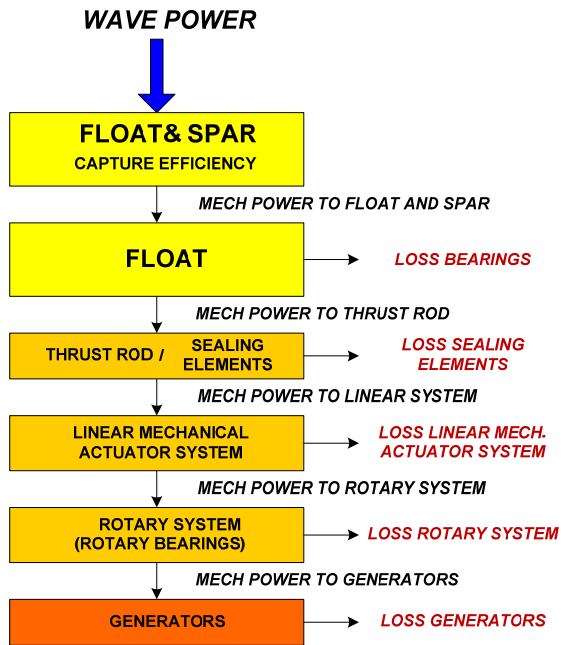 WAVE POWER
FLOAT& SPAR
CAPTURE EFFICIENCY
MECH POWER TO FLOAT AND SPAR
FLOAT
LOSS BEARINGS
MECH POWER TO THRUST ROD
THRUST ROD / SEALING
ELEMENTS
LOSS SEALING
ELEMENTS
MECH POWER TO LINEAR SYSTEM
LINEAR MECHANICAL
ACTUATOR SYSTEM
LOSS LINEAR MECH.
ACTUATOR SYSTEM
MECH POWER TO ROTARY SYSTEM
ROTARY SYSTEM
(ROTARY BEARINGS)
LOSS ROTARY SYSTEM
MECH POWER TO GENERATORS
GENERATORS
LOSS GENERATORS